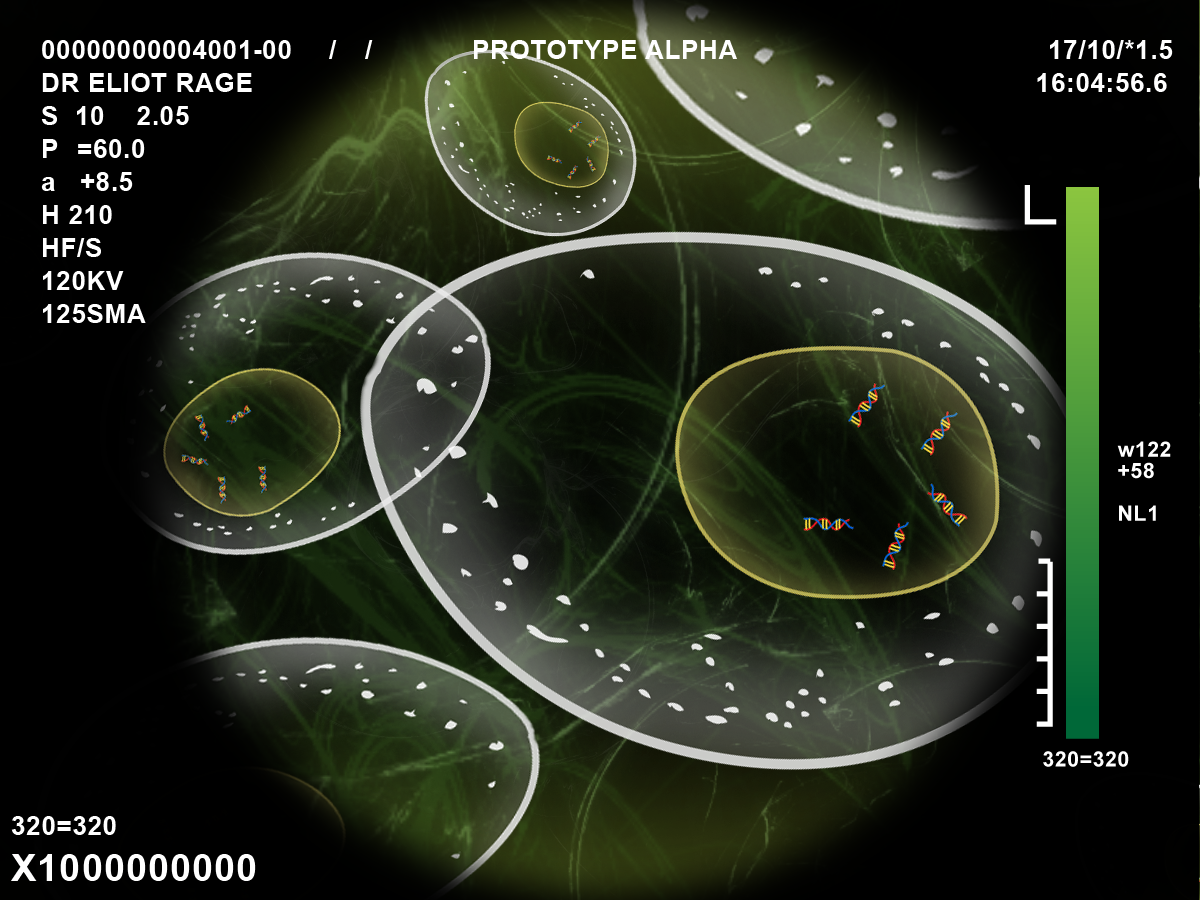 00000000004001-00 / / PROTOTYPE ALPHA 17/10/*1.5
DR ELIOT RAGE 16:04:56.6
S 10 2.05
P =60.0
a +8.5
H 210
HF/S
120KV
125SMA
L
w122
+58
NL1
320=320
320=320
X1000000000